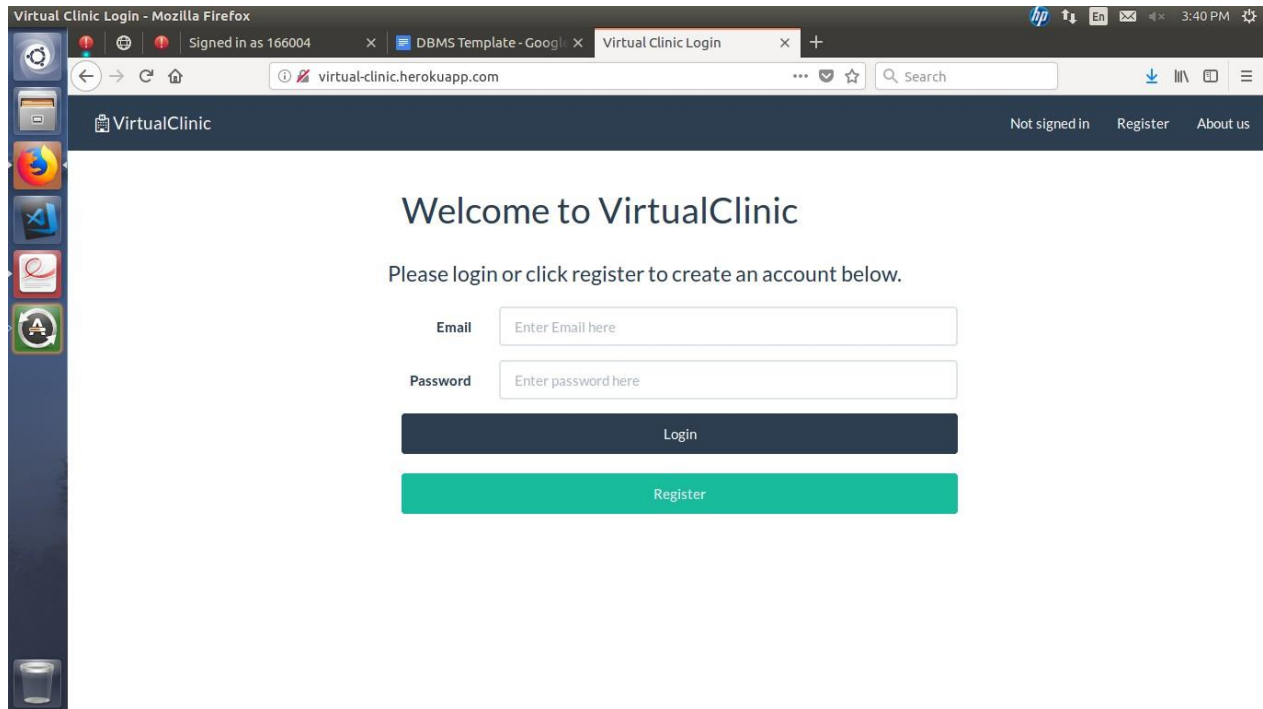 Virtual Clinic Login - Mozilla Firefox
hp En 3:40 PM
Signed in as 166004 DBMS Template - Googl Virtual Clinic Login
virtual-clinic.herokuapp.com Search
VirtualClinic Not signed in Register About us
Welcome to VirtualClinic
Please login or click register to create an account below.
Email Enter Email here
Password Enter password here
Login
Register